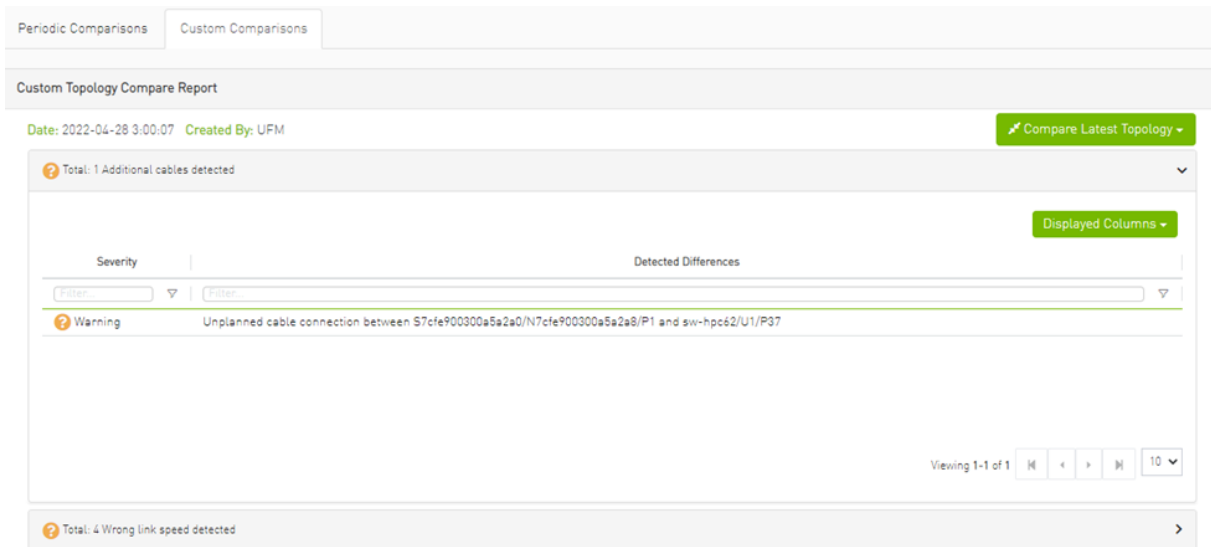 Periodic Comparisons Custom Comparisons
Custom Topology Compare Report
Date: 2022-04-28 3:00:07 Created By: UFM Compare Latest Topology
Total: 1 Additional cables detected
Displayed Columns
Severity Detected Differences
Filter... Filter...
Warning Unplanned cable connection between S7cfe900300a5a2a0/N7cfe900300a5a2a8/P1 and sw-hpc62/U1/P37
Viewing 1-1 of 1 10
Total: 4 Wrong link speed detected